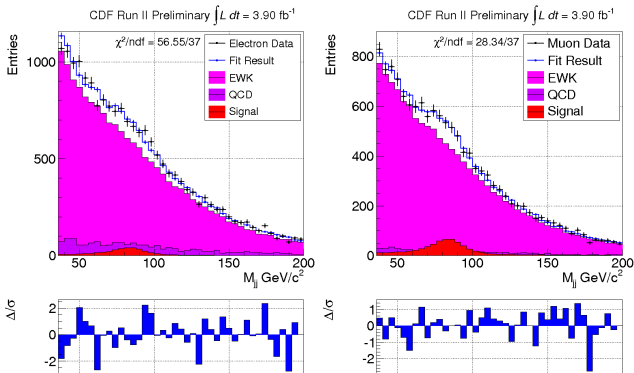 CDF Run II Preliminary ∫L dt = 3.90 fb⁻¹
Entries
χ²/ndf = 56.55/37
Electron Data
Fit Result
EWK
QCD
Signal
1000
500
0
50
100
150
200
M_jj GeV/c²
Δ/σ
2
0
-2
CDF Run II Preliminary ∫L dt = 3.90 fb⁻¹
Entries
χ²/ndf = 28.34/37
Muon Data
Fit Result
EWK
QCD
Signal
800
600
400
200
0
50
100
150
200
M_jj GeV/c²
Δ/σ
1
0
-1
-2